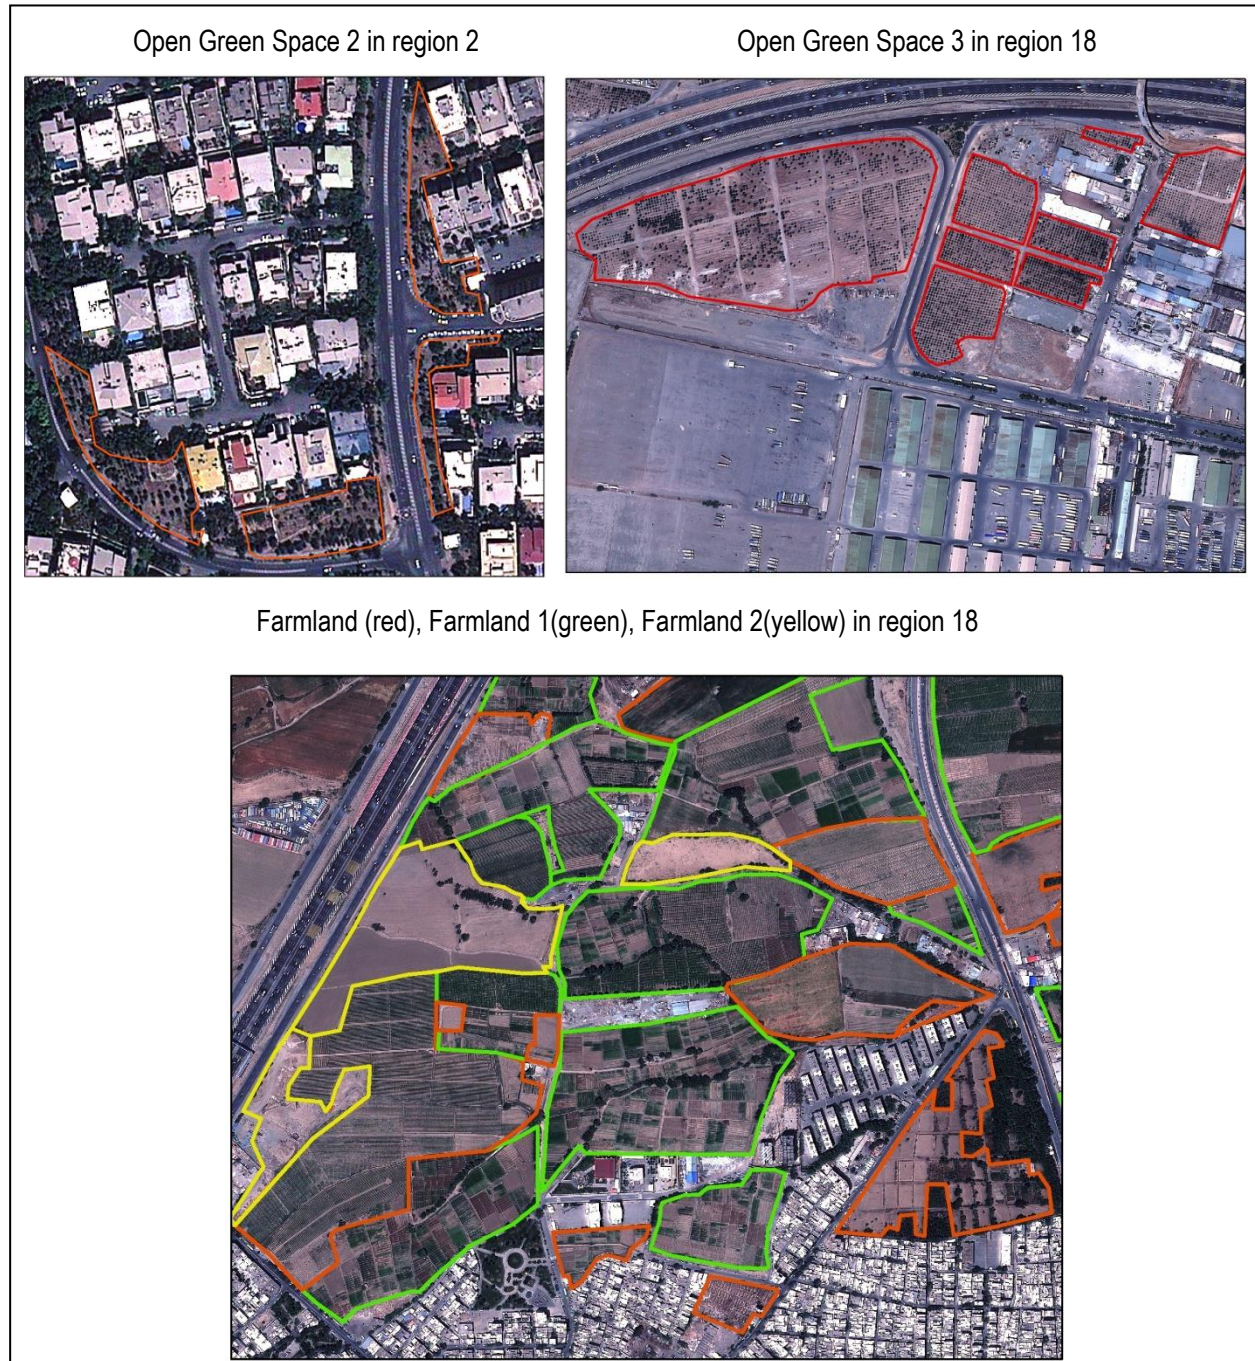 Open Green Space 2 in region 2
Open Green Space 3 in region 18
Farmland (red), Farmland 1(green), Farmland 2(yellow) in region 18